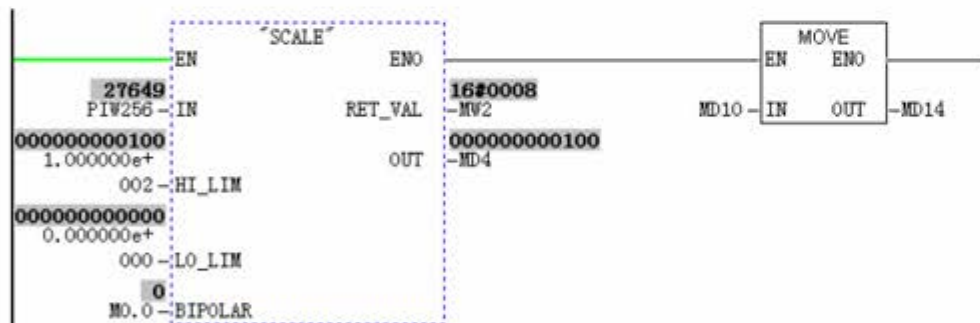 "SCALE"
EN ENO
MOVE
EN ENO
27649
PIW256 IN
16#0008
RET_VAL MW2
MD10 IN OUT MD14
000000000100
1.000000e+
002 HI_LIM
000000000100
OUT MD4
000000000000
0.000000e+
000 LO_LIM
0
M0.0 BIPOLAR